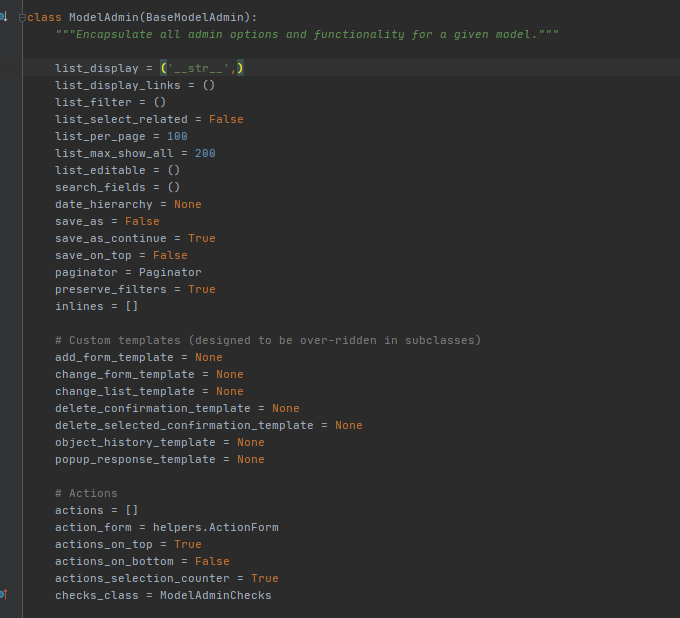 class ModelAdmin(BaseModelAdmin):
    """Encapsulate all admin options and functionality for a given model."""

    list_display = ('__str__',)
    list_display_links = ()
    list_filter = ()
    list_select_related = False
    list_per_page = 100
    list_max_show_all = 200
    list_editable = ()
    search_fields = ()
    date_hierarchy = None
    save_as = False
    save_as_continue = True
    save_on_top = False
    paginator = Paginator
    preserve_filters = True
    inlines = []

    # Custom templates (designed to be over-ridden in subclasses)
    add_form_template = None
    change_form_template = None
    change_list_template = None
    delete_confirmation_template = None
    delete_selected_confirmation_template = None
    object_history_template = None
    popup_response_template = None

    # Actions
    actions = []
    action_form = helpers.ActionForm
    actions_on_top = True
    actions_on_bottom = False
    actions_selection_counter = True
    checks_class = ModelAdminChecks